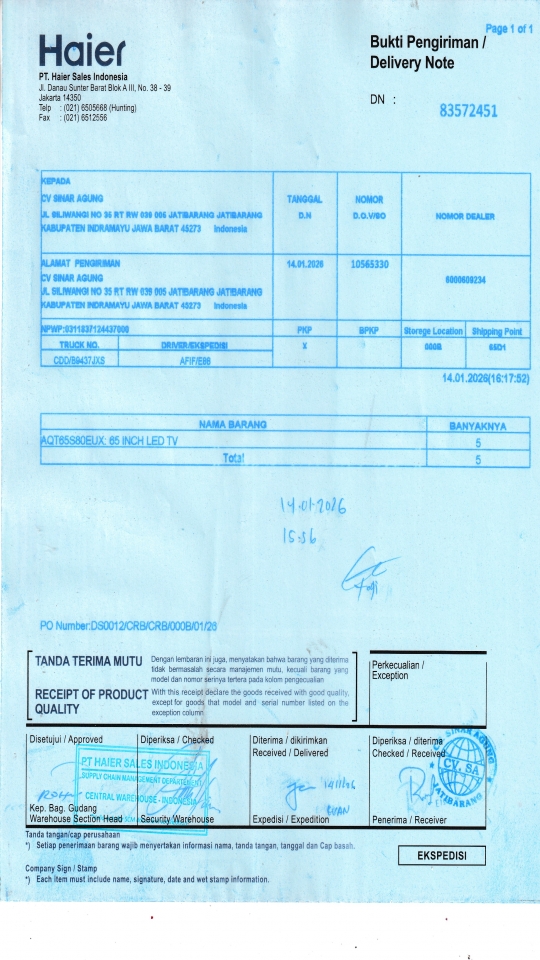 Page 1 of 1
Haier
Bukti Pengiriman /
Delivery Note
PT. Haier Sales Indonesia
Jl. Danau Sunter Barat Blok A III, No. 38 - 39
Jakarta 14350
Telp : (021) 6505668 (Hunting)
Fax : (021) 6512556
DN : 83572451
KEPADA
CV SINAR AGUNG
JL SILIWANGI NO 35 RT RW 039 005 JATIBARANG JATIBARANG
KABUPATEN INDRAMAYU JAWA BARAT 45273 Indonesia
TANGGAL D.N
NOMOR D.O.V/SO
NOMOR DEALER
ALAMAT PENGIRIMAN
CV SINAR AGUNG
JL SILIWANGI NO 35 RT RW 039 005 JATIBARANG JATIBARANG
KABUPATEN INDRAMAYU JAWA BARAT 45273 Indonesia
14.01.2026
10565330
6000609234
NPWP:0311837124437000
PKP BPKP Storege Location Shipping Point
TRUCK NO. DRIVER/EKSPEDISI X 000B 65D1
CDD/B9437JXS AFIF/E86
14.01.2026(16:17:52)
NAMA BARANG BANYAKNYA
AQT65S80EUX: 65 INCH LED TV 5
Total 5
14-01-2026
15:36
PO Number:DS0012/CRB/CRB/000B/01/26
TANDA TERIMA MUTU
Dengan lembaran ini juga, menyatakan bahwa barang yang diterima
tidak bermasalah secara manajemen mutu, kecuali barang yang
model dan nomor serinya tertera pada kolom pengecualian
RECEIPT OF PRODUCT QUALITY
With this receipt declare the goods received with good quality,
except for goods that model and serial number listed on the
exception column
Perkecualian /
Exception
Disetujui / Approved
Diperiksa / Checked
Diterima / dikirimkan
Received / Delivered
Diperiksa / diterima
Checked / Received
PT HAIER SALES INDONESIA
SUPPLY CHAIN MANAGEMENT DEPARTEMENT
CENTRAL WAREHOUSE - INDONESIA
SINAR AGUNG
CV. SA
JATIBARANG
14/1/26
Kep. Bag. Gudang
Warehouse Section Head
Security Warehouse
Expedisi / Expedition
Penerima / Receiver
Tanda tangan/cap perusahaan
*) Setiap penerimaan barang wajib menyertakan informasi nama, tanda tangan, tanggal dan Cap basah.
EKSPEDISI
Company Sign / Stamp
*) Each item must include name, signature, date and wet stamp information.